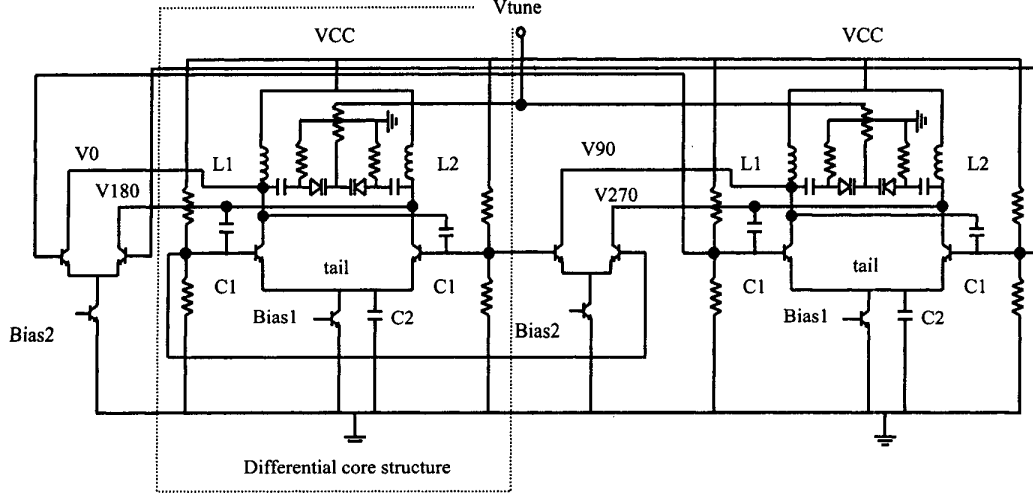 Vtune
VCC
VCC
V0
L1
L2
V90
L1
L2
V180
V270
tail
tail
C1
C1
C1
C1
Bias1
C2
Bias2
Bias1
C2
Bias2
Differential core structure